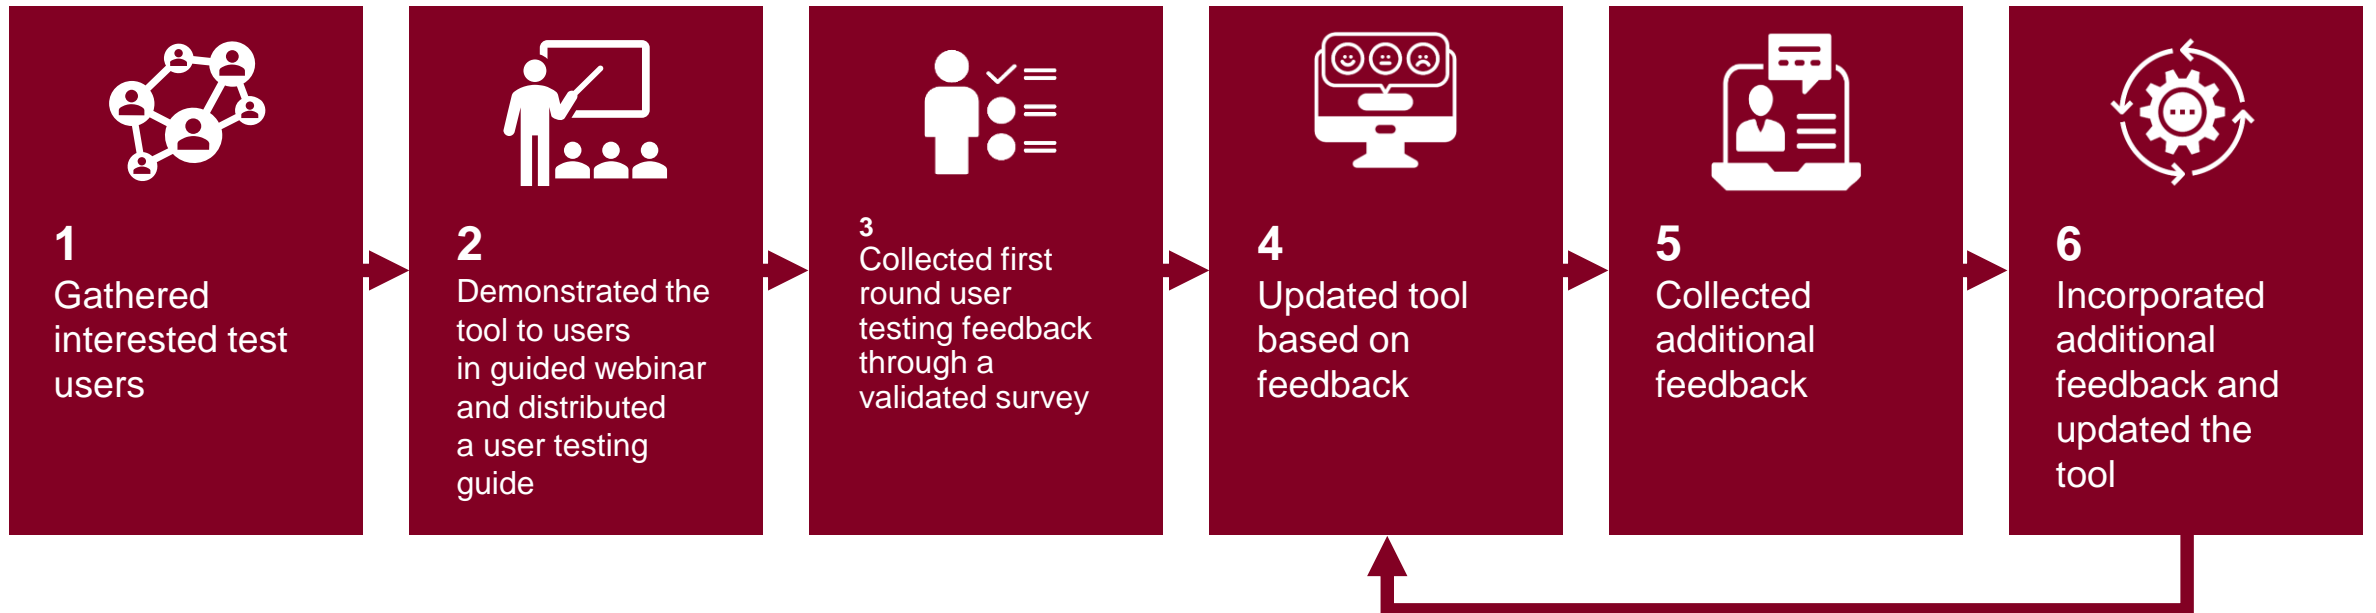 1
Gathered
interested test
users
2
Demonstrated the
tool to users
in guided webinar
and distributed
a user testing
guide
3
Collected first
round user
testing feedback
through a
validated survey
4
Updated tool
based on
feedback
5
Collected
additional
feedback
6
Incorporated
additional
feedback and
updated the
tool